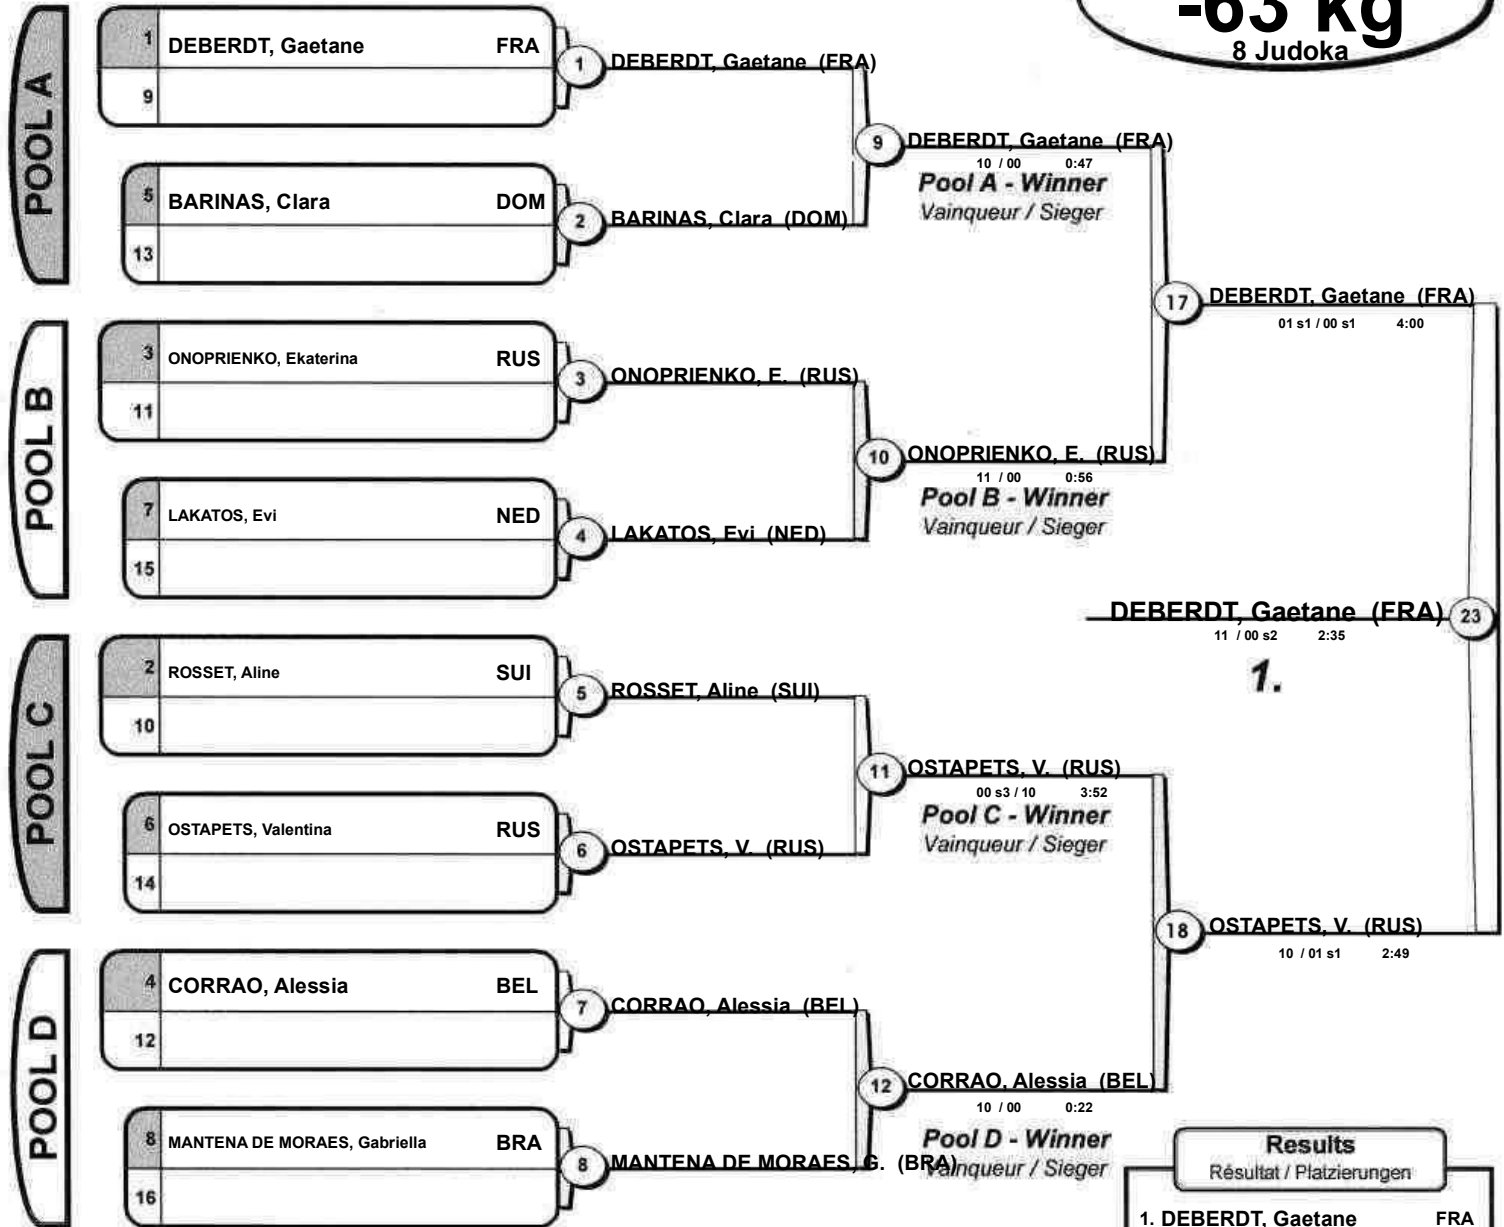 -63 kg
8 Judoka
POOL A
1 DEBERDT, Gaetane FRA
9
5 BARINAS, Clara DOM
13
1 DEBERDT, Gaetane (FRA)
2 BARINAS, Clara (DOM)
9 DEBERDT, Gaetane (FRA)
10 / 00 0:47
Pool A - Winner
Vainqueur / Sieger
POOL B
3 ONOPRIENKO, Ekaterina RUS
11
7 LAKATOS, Evi NED
15
3 ONOPRIENKO, E. (RUS)
4 LAKATOS, Evi (NED)
10 ONOPRIENKO, E. (RUS)
11 / 00 0:56
Pool B - Winner
Vainqueur / Sieger
17 DEBERDT, Gaetane (FRA)
01 s1 / 00 s1 4:00
DEBERDT, Gaetane (FRA) 23
11 / 00 s2 2:35
1.
POOL C
2 ROSSET, Aline SUI
10
6 OSTAPETS, Valentina RUS
14
5 ROSSET, Aline (SUI)
6 OSTAPETS, V. (RUS)
11 OSTAPETS, V. (RUS)
00 s3 / 10 3:52
Pool C - Winner
Vainqueur / Sieger
POOL D
4 CORRAO, Alessia BEL
12
8 MANTENA DE MORAES, Gabriella BRA
16
7 CORRAO, Alessia (BEL)
8 MANTENA DE MORAES, G. (BRA)
12 CORRAO, Alessia (BEL)
10 / 00 0:22
Pool D - Winner
Vainqueur / Sieger
18 OSTAPETS, V. (RUS)
10 / 01 s1 2:49
Results
Résultat / Platzierungen
1. DEBERDT, Gaetane FRA